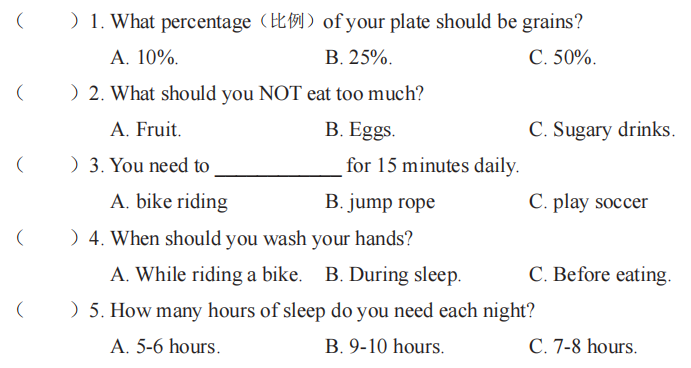 （　　）1. What percentage（比例）of your plate should be grains?
A. 10%. B. 25%. C. 50%.
（　　）2. What should you NOT eat too much?
A. Fruit. B. Eggs. C. Sugary drinks.
（　　）3. You need to ____________ for 15 minutes daily.
A. bike riding B. jump rope C. play soccer
（　　）4. When should you wash your hands?
A. While riding a bike. B. During sleep. C. Before eating.
（　　）5. How many hours of sleep do you need each night?
A. 5-6 hours. B. 9-10 hours. C. 7-8 hours.